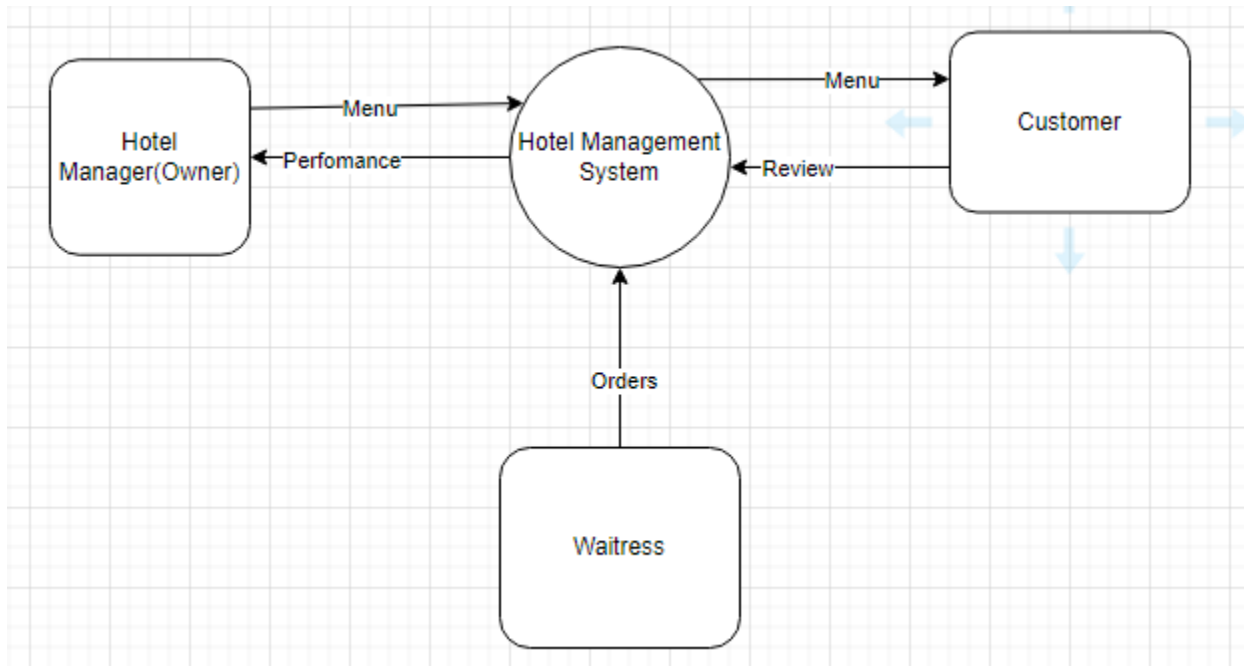 Menu
Hotel
Manager(Owner)
Perfomance
Hotel Management
System
Menu
Customer
Review
Orders
Waitress